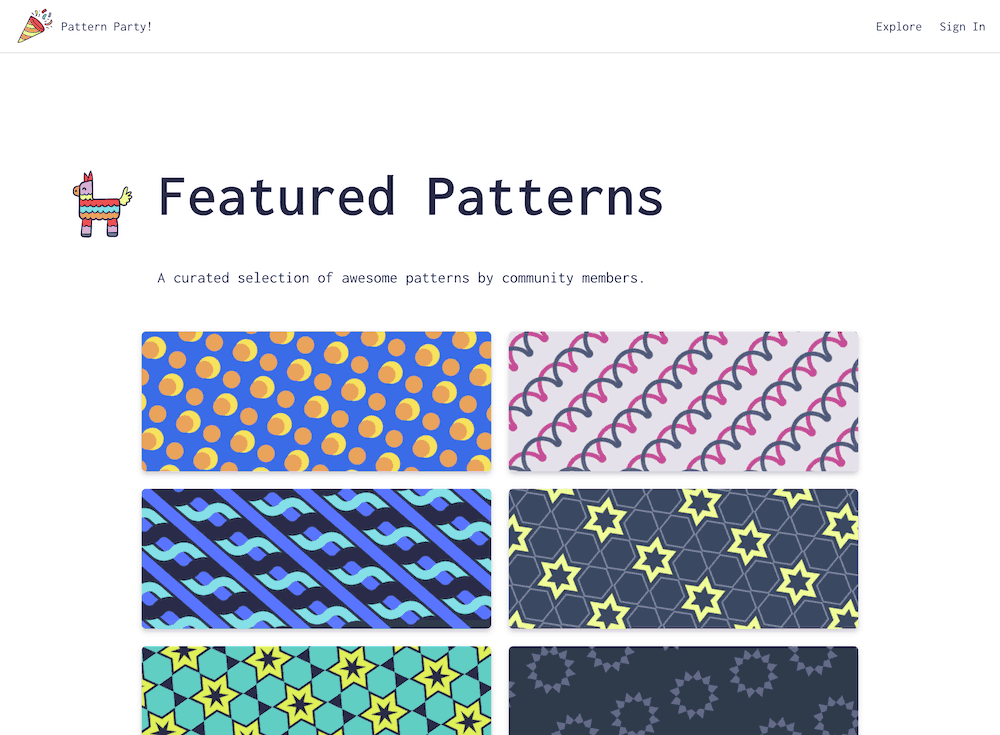 Pattern Party!
Explore
Sign In
Featured Patterns
A curated selection of awesome patterns by community members.